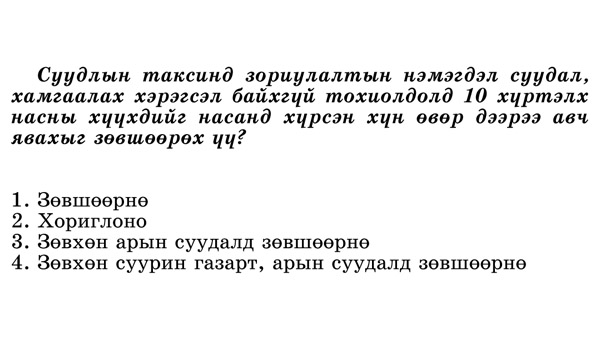 Суудлын таксинд зориулалтын нэмэгдэл суудал,
хамгаалах хэрэгсэл байхгүй тохиолдолд 10 хүртэлх
насны хүүхдийг насанд хүрсэн хүн өвөр дээрээ авч
явахыг зөвшөөрөх үү?
1. Зөвшөөрнө
2. Хориглоно
3. Зөвхөн арын суудалд зөвшөөрнө
4. Зөвхөн суурин газарт, арын суудалд зөвшөөрнө